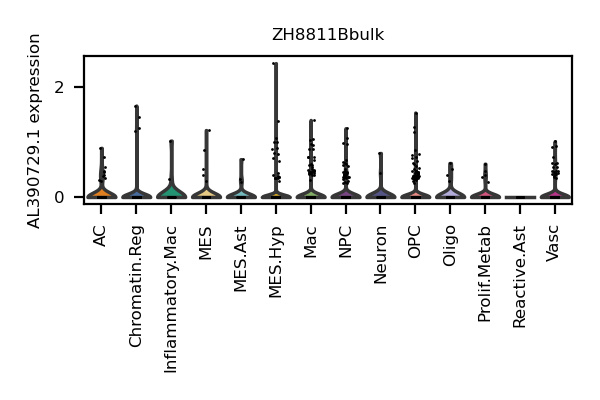 ZH8811Bbulk
AL390729.1 expression
2
0
AC
Chromatin.Reg
Inflammatory.Mac
MES
MES.Ast
MES.Hyp
Mac
NPC
Neuron
OPC
Oligo
Prolif.Metab
Reactive.Ast
Vasc